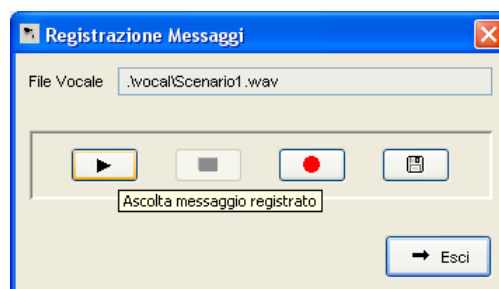 Registrazione Messaggi
File Vocale .\vocal\Scenario1.wav
Ascolta messaggio registrato
Esci